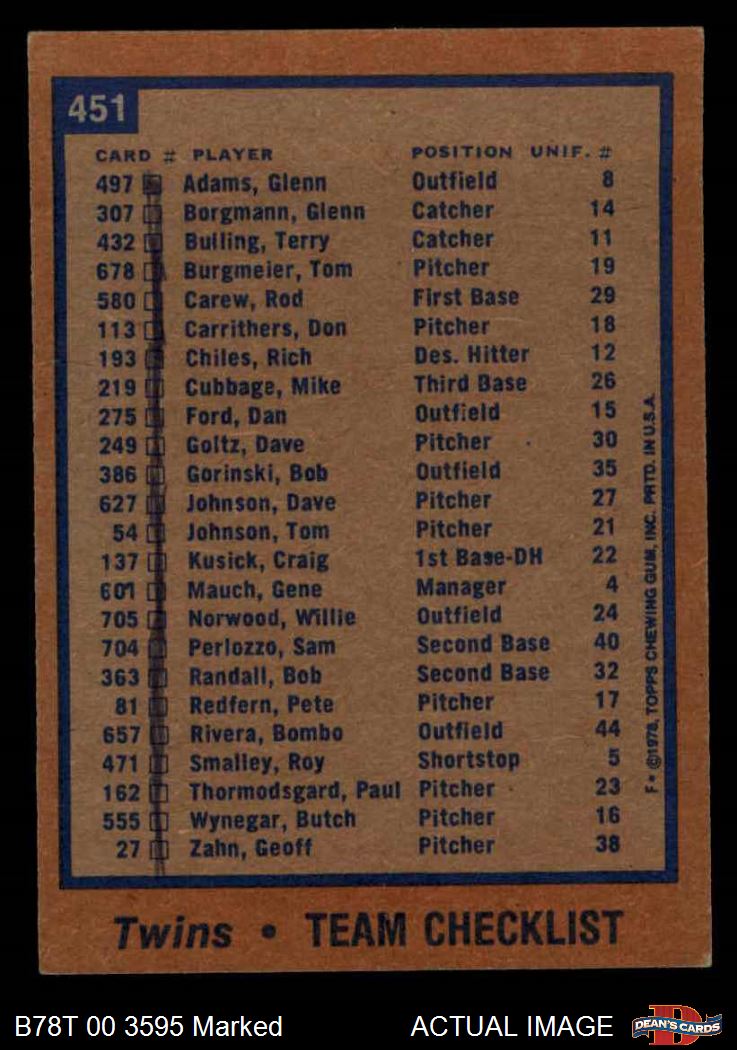 451
CARD # PLAYER POSITION UNIF. #
497 Adams, Glenn Outfield 8
307 Borgmann, Glenn Catcher 14
432 Bulling, Terry Catcher 11
678 Burgmeier, Tom Pitcher 19
580 Carew, Rod First Base 29
113 Carrithers, Don Pitcher 18
193 Chiles, Rich Des. Hitter 12
219 Cubbage, Mike Third Base 26
275 Ford, Dan Outfield 15
249 Goltz, Dave Pitcher 30
386 Gorinski, Bob Outfield 35
627 Johnson, Dave Pitcher 27
54 Johnson, Tom Pitcher 21
137 Kusick, Craig 1st Base-DH 22
601 Mauch, Gene Manager 4
705 Norwood, Willie Outfield 24
704 Perlozzo, Sam Second Base 40
363 Randall, Bob Second Base 32
81 Redfern, Pete Pitcher 17
657 Rivera, Bombo Outfield 44
471 Smalley, Roy Shortstop 5
162 Thormodsgard, Paul Pitcher 23
555 Wynegar, Butch Pitcher 16
27 Zahn, Geoff Pitcher 38
F* ©1978, TOPPS CHEWING GUM, INC. PRTD. IN U.S.A.
Twins • TEAM CHECKLIST
B78T 00 3595 Marked ACTUAL IMAGE
DEAN'S CARDS